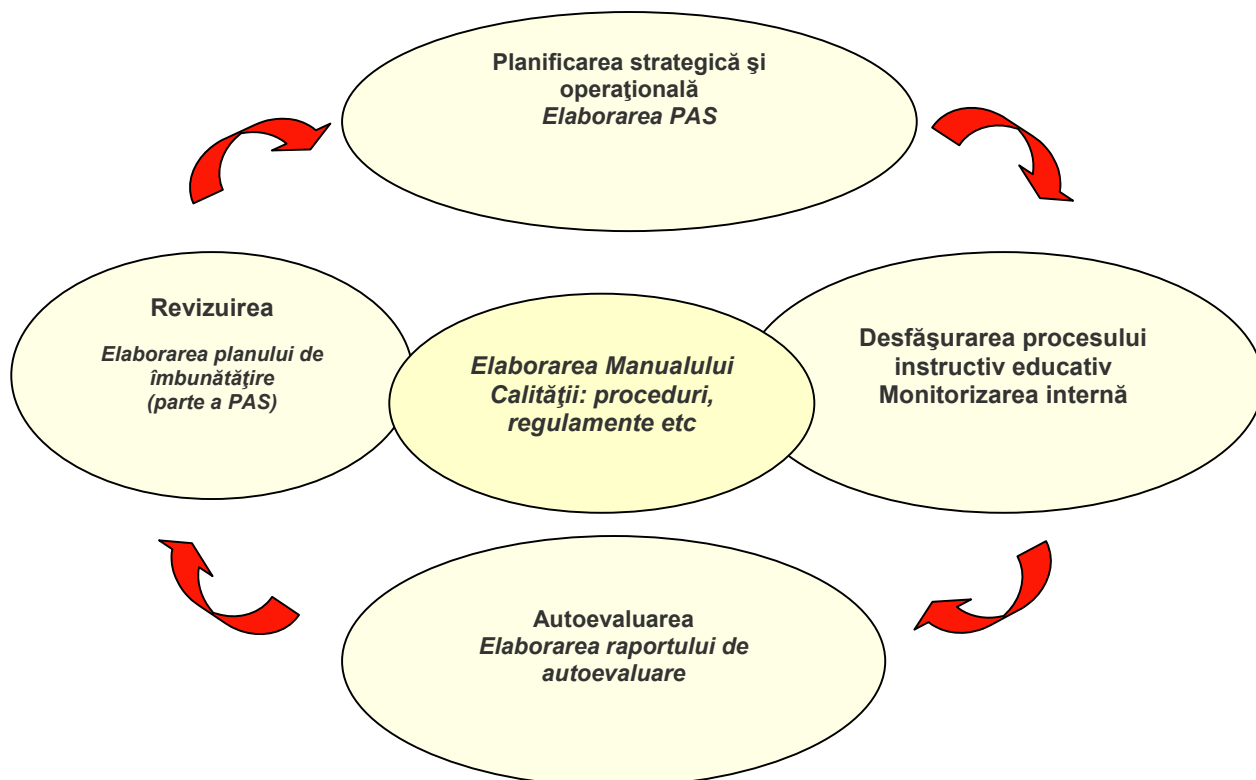 Planificarea strategică şi
operaţională
Elaborarea PAS
Revizuirea
Elaborarea planului de
îmbunătăţire
(parte a PAS)
Elaborarea Manualului
Calităţii: proceduri,
regulamente etc
Desfăşurarea procesului
instructiv educativ
Monitorizarea internă
Autoevaluarea
Elaborarea raportului de
autoevaluare